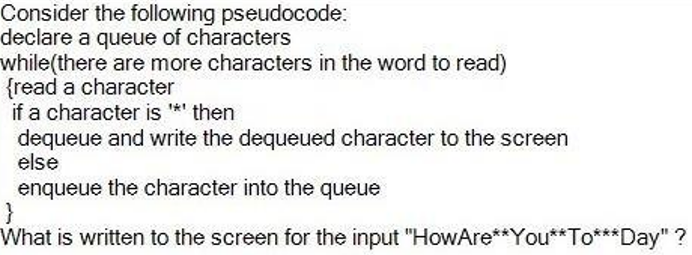 Consider the following pseudocode:
declare a queue of characters
while(there are more characters in the word to read)
{read a character
if a character is '*' then
dequeue and write the dequeued character to the screen
else
enqueue the character into the queue
}
What is written to the screen for the input "HowAre**You**To***Day" ?